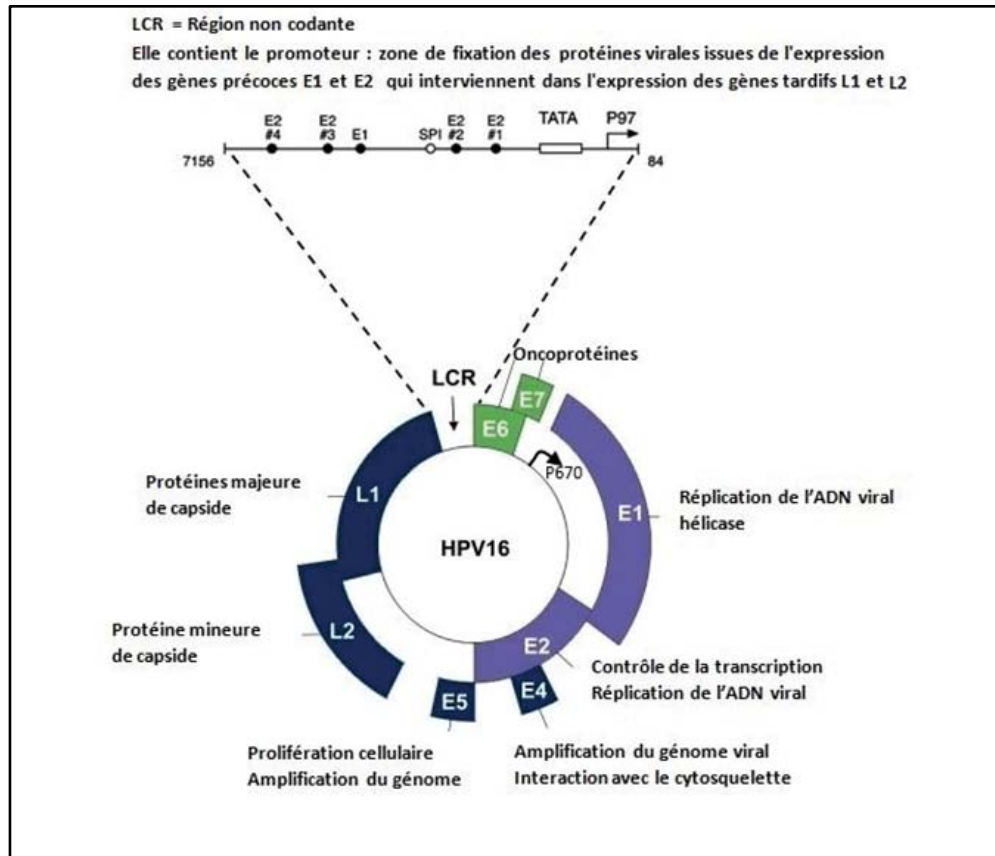 LCR = Région non codante
Elle contient le promoteur : zone de fixation des protéines virales issues de l'expression
des gènes précoces E1 et E2 qui interviennent dans l'expression des gènes tardifs L1 et L2
E2 #4
E2 #3
E1
SPI
E2 #2
E2 #1
TATA
P97
7156
84
Oncoprotéines
LCR
E7
E6
P670
Protéines majeure
de capside
L1
E1
Réplication de l'ADN viral
hélicase
HPV16
Protéine mineure
de capside
L2
E2
Contrôle de la transcription
Réplication de l'ADN viral
E5
E4
Prolifération cellulaire
Amplification du génome
Amplification du génome viral
Interaction avec le cytosquelette